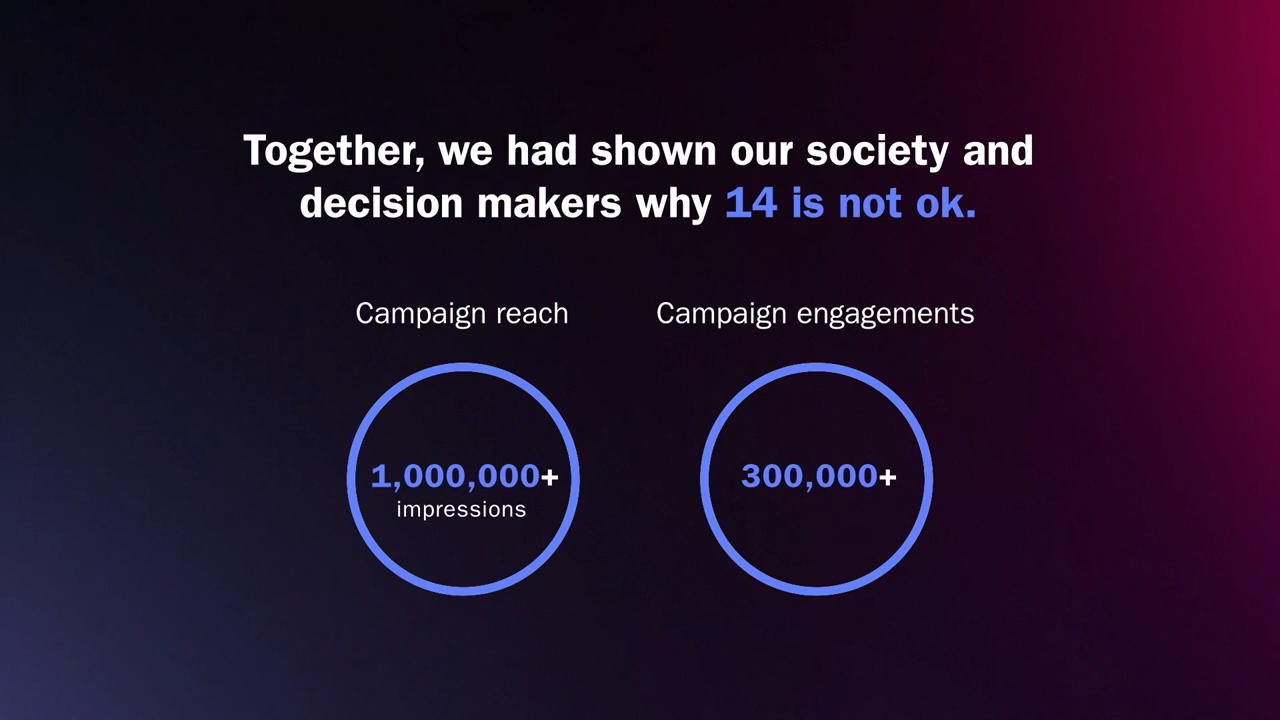 Together, we had shown our society and
decision makers why 14 is not ok.
Campaign reach
Campaign engagements
1,000,000+
impressions
300,000+